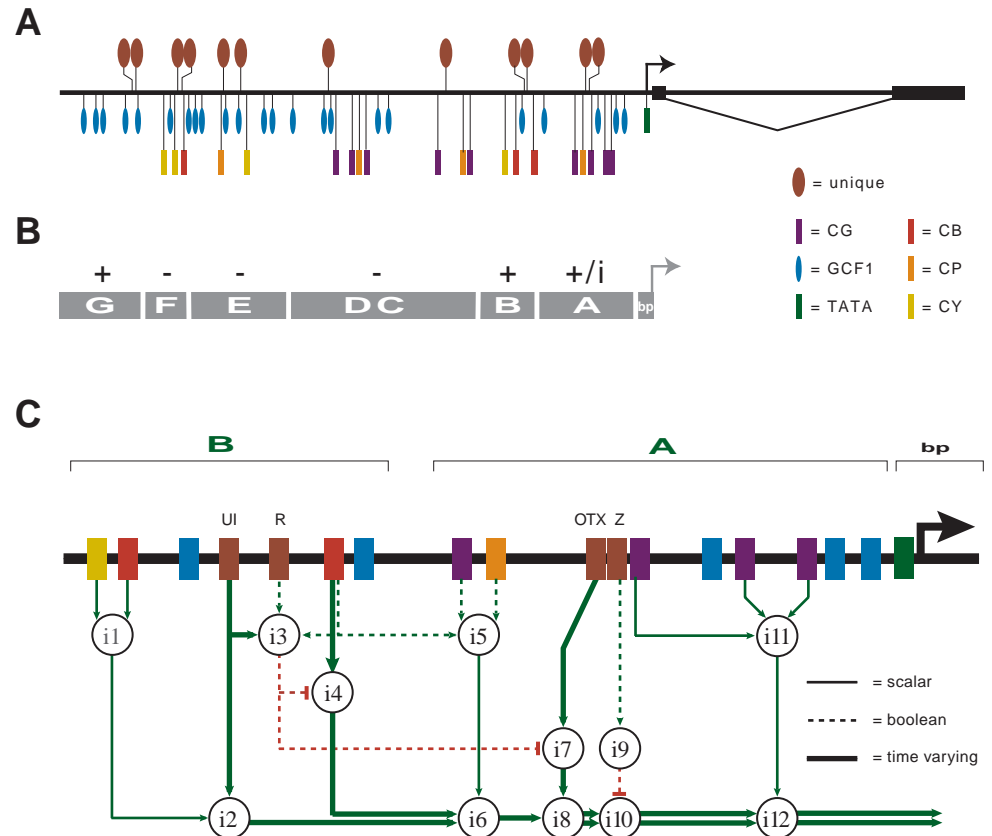 A
= unique
= CG
= CB
= GCF1
= CP
= TATA
= CY
B
+ - - - + +/i
G F E DC B A bp
C
B A bp
UI R OTX Z
i1 i3 i5 i11
i4
= scalar
= boolean
i7 i9
= time varying
i2 i6 i8 i10 i12